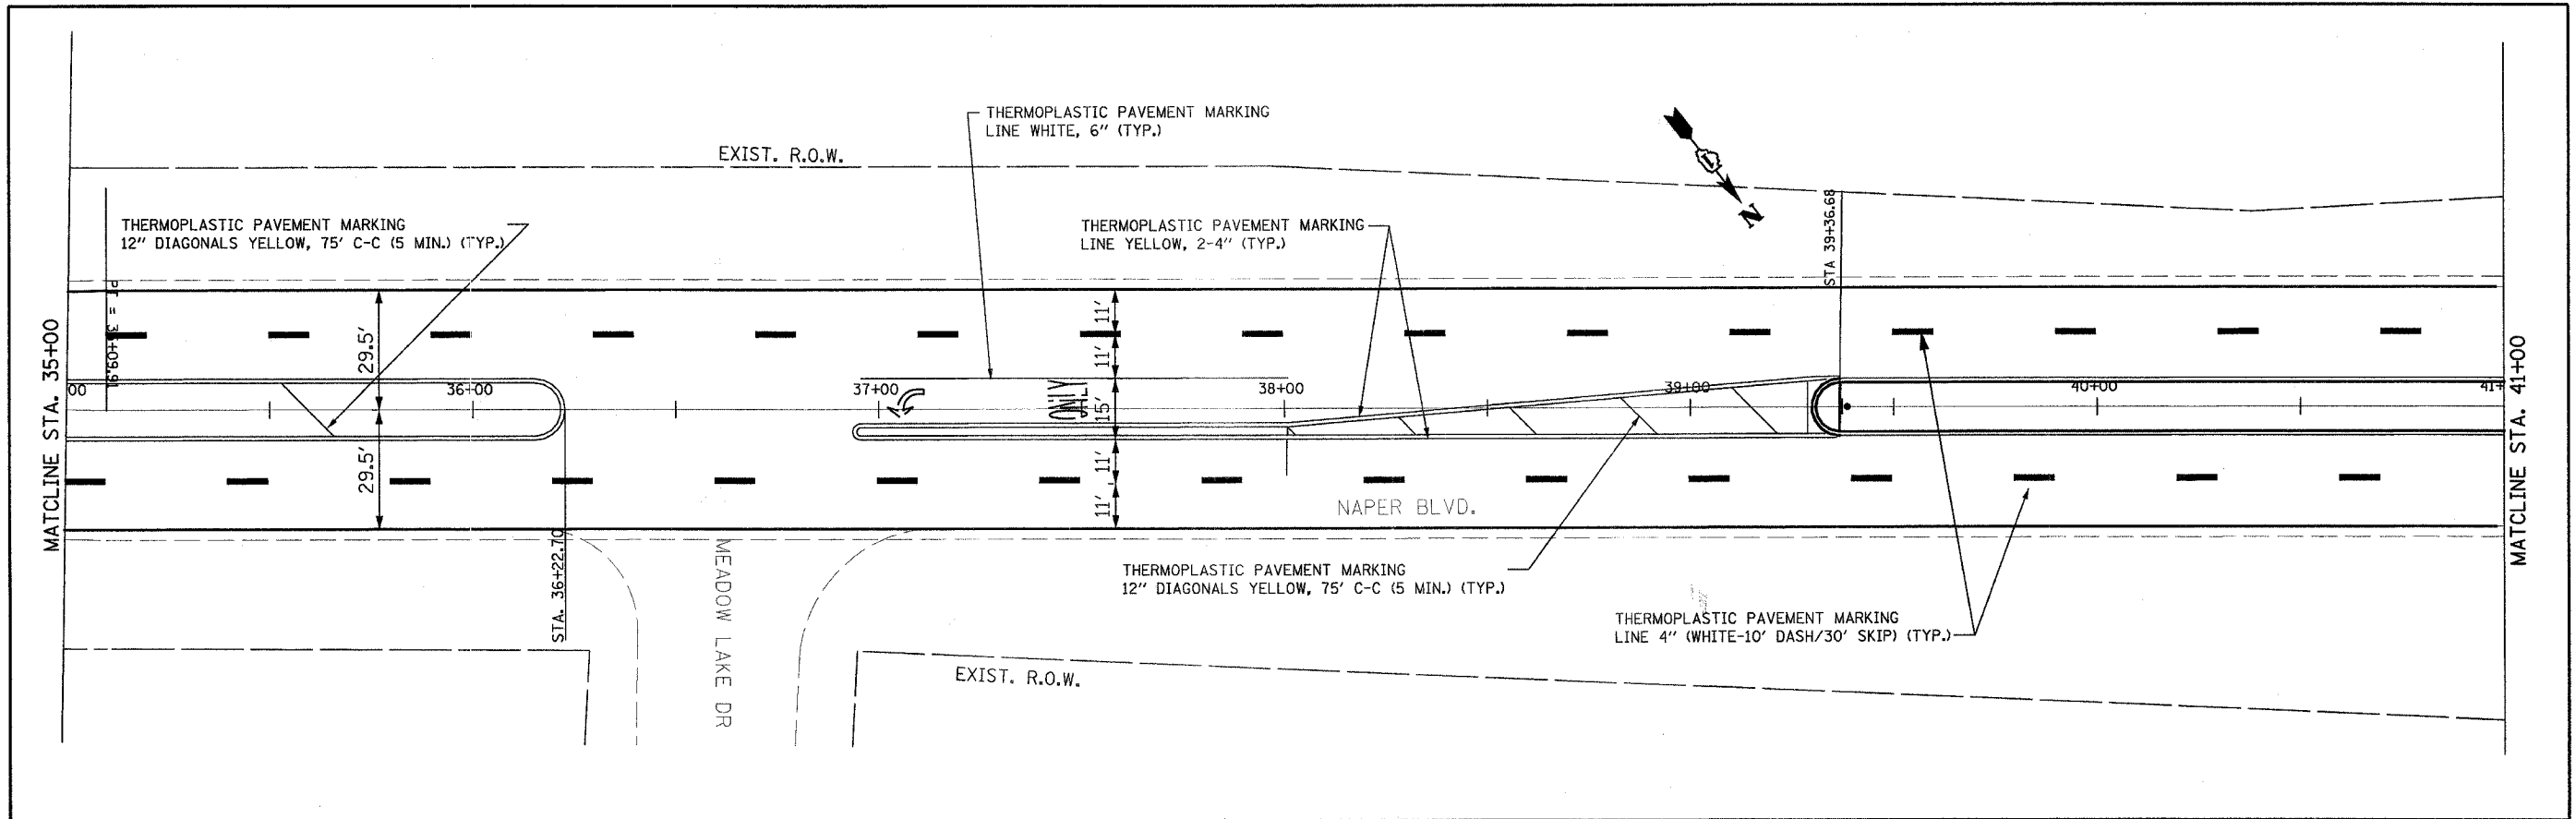 THERMOPLASTIC PAVEMENT MARKING
LINE WHITE, 6" (TYP.)
EXIST. R.O.W.
N
STA 39+36.68
THERMOPLASTIC PAVEMENT MARKING
12" DIAGONALS YELLOW, 75' C-C (5 MIN.) (TYP.)
THERMOPLASTIC PAVEMENT MARKING
LINE YELLOW, 2-4" (TYP.)
MATCLINE STA. 35+00
29.5'
29.5'
11'
11'
15'
11'
11'
00
36+00
37+00
38+00
39+00
40+00
41+
ONLY
MATCLINE STA. 41+00
NAPER BLVD.
STA. 36+22.70
MEADOW LAKE DR
THERMOPLASTIC PAVEMENT MARKING
12" DIAGONALS YELLOW, 75' C-C (5 MIN.) (TYP.)
THERMOPLASTIC PAVEMENT MARKING
LINE 4" (WHITE-10' DASH/30' SKIP) (TYP.)
EXIST. R.O.W.